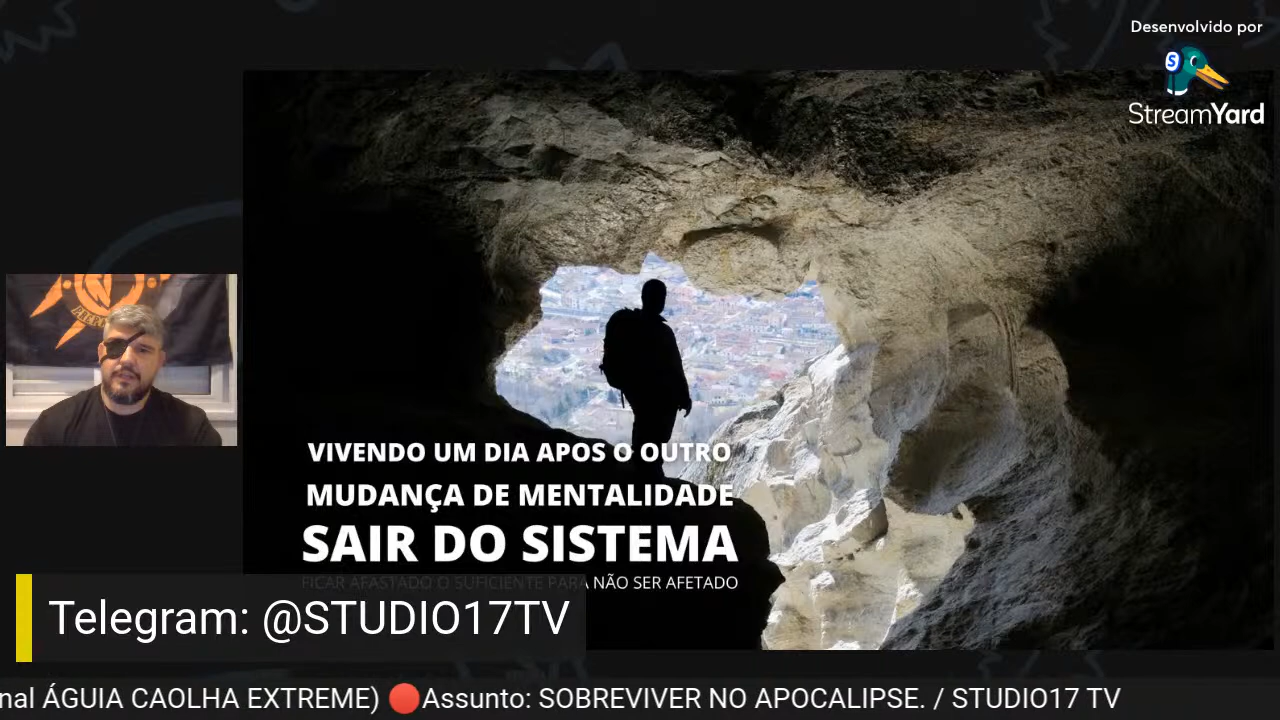 Desenvolvido por
StreamYard
VIVENDO UM DIA APOS O OUTRO
MUDANÇA DE MENTALIDADE
SAIR DO SISTEMA
FICAR AFASTADO O SUFICIENTE PARA NÃO SER AFETADO
Telegram: @STUDIO17TV
nal ÁGUIA CAOLHA EXTREME) 🔴Assunto: SOBREVIVER NO APOCALIPSE. / STUDIO17 TV